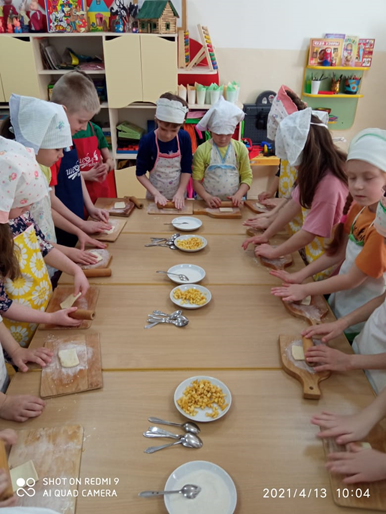 SHOT ON REDMI 9
AI QUAD CAMERA
2021/4/13 10:04